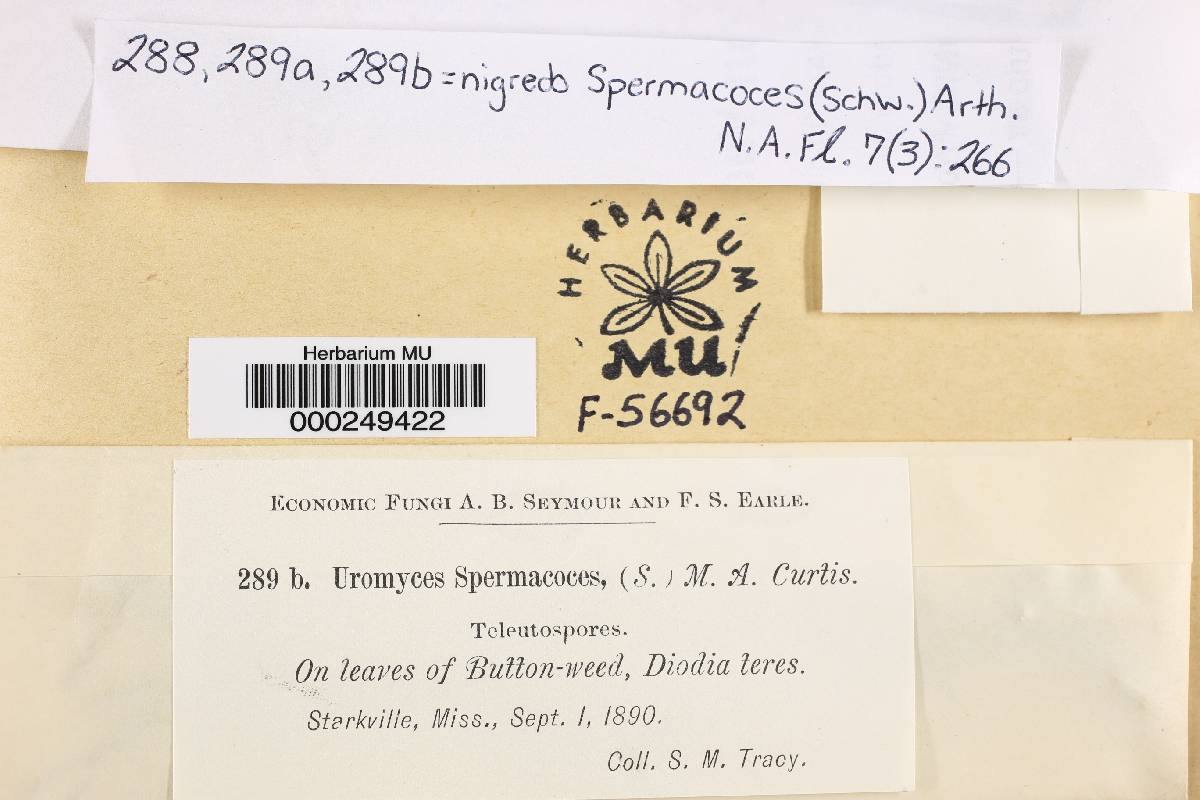 288, 289a, 289b = nigredo Spermacoces (Schw.) Arth.
N.A.Fl. 7(3): 266
HERBARIUM
MU
F-56692
Herbarium MU
000249422
ECONOMIC FUNGI A. B. SEYMOUR AND F. S. EARLE.
289 b. Uromyces Spermacoces, (S.) M. A. Curtis.
Teleutospores.
On leaves of Button-weed, Diodia teres.
Starkville, Miss., Sept. 1, 1890.
Coll. S. M. Tracy.